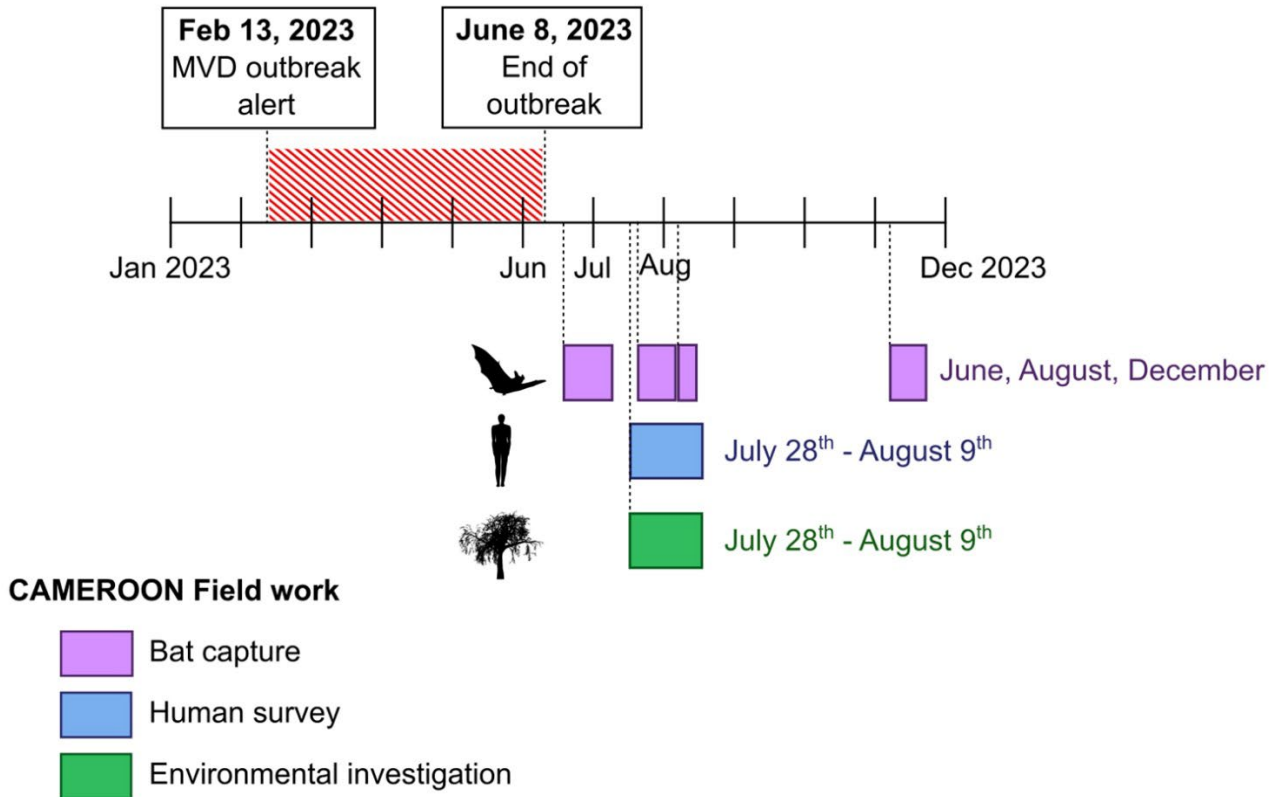 Feb 13, 2023
MVD outbreak
alert
June 8, 2023
End of
outbreak
Jan 2023
Jun
Jul
Aug
Dec 2023
June, August, December
July 28th - August 9th
July 28th - August 9th
CAMEROON Field work
Bat capture
Human survey
Environmental investigation